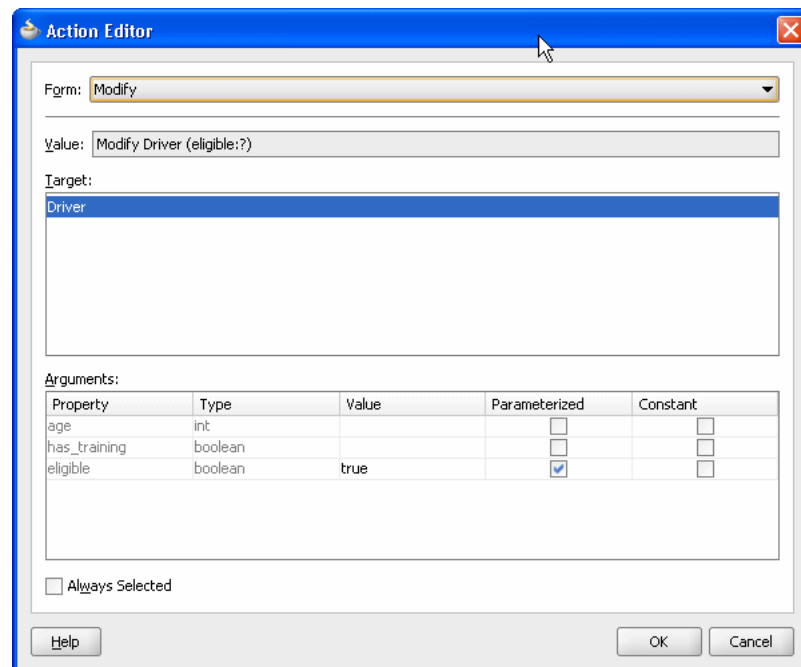 Action Editor
Form: Modify
Value: Modify Driver (eligible:?)
Target:
Driver
Arguments:
Property Type Value Parameterized Constant
age int
has_training boolean
eligible boolean true
Always Selected
Help OK Cancel